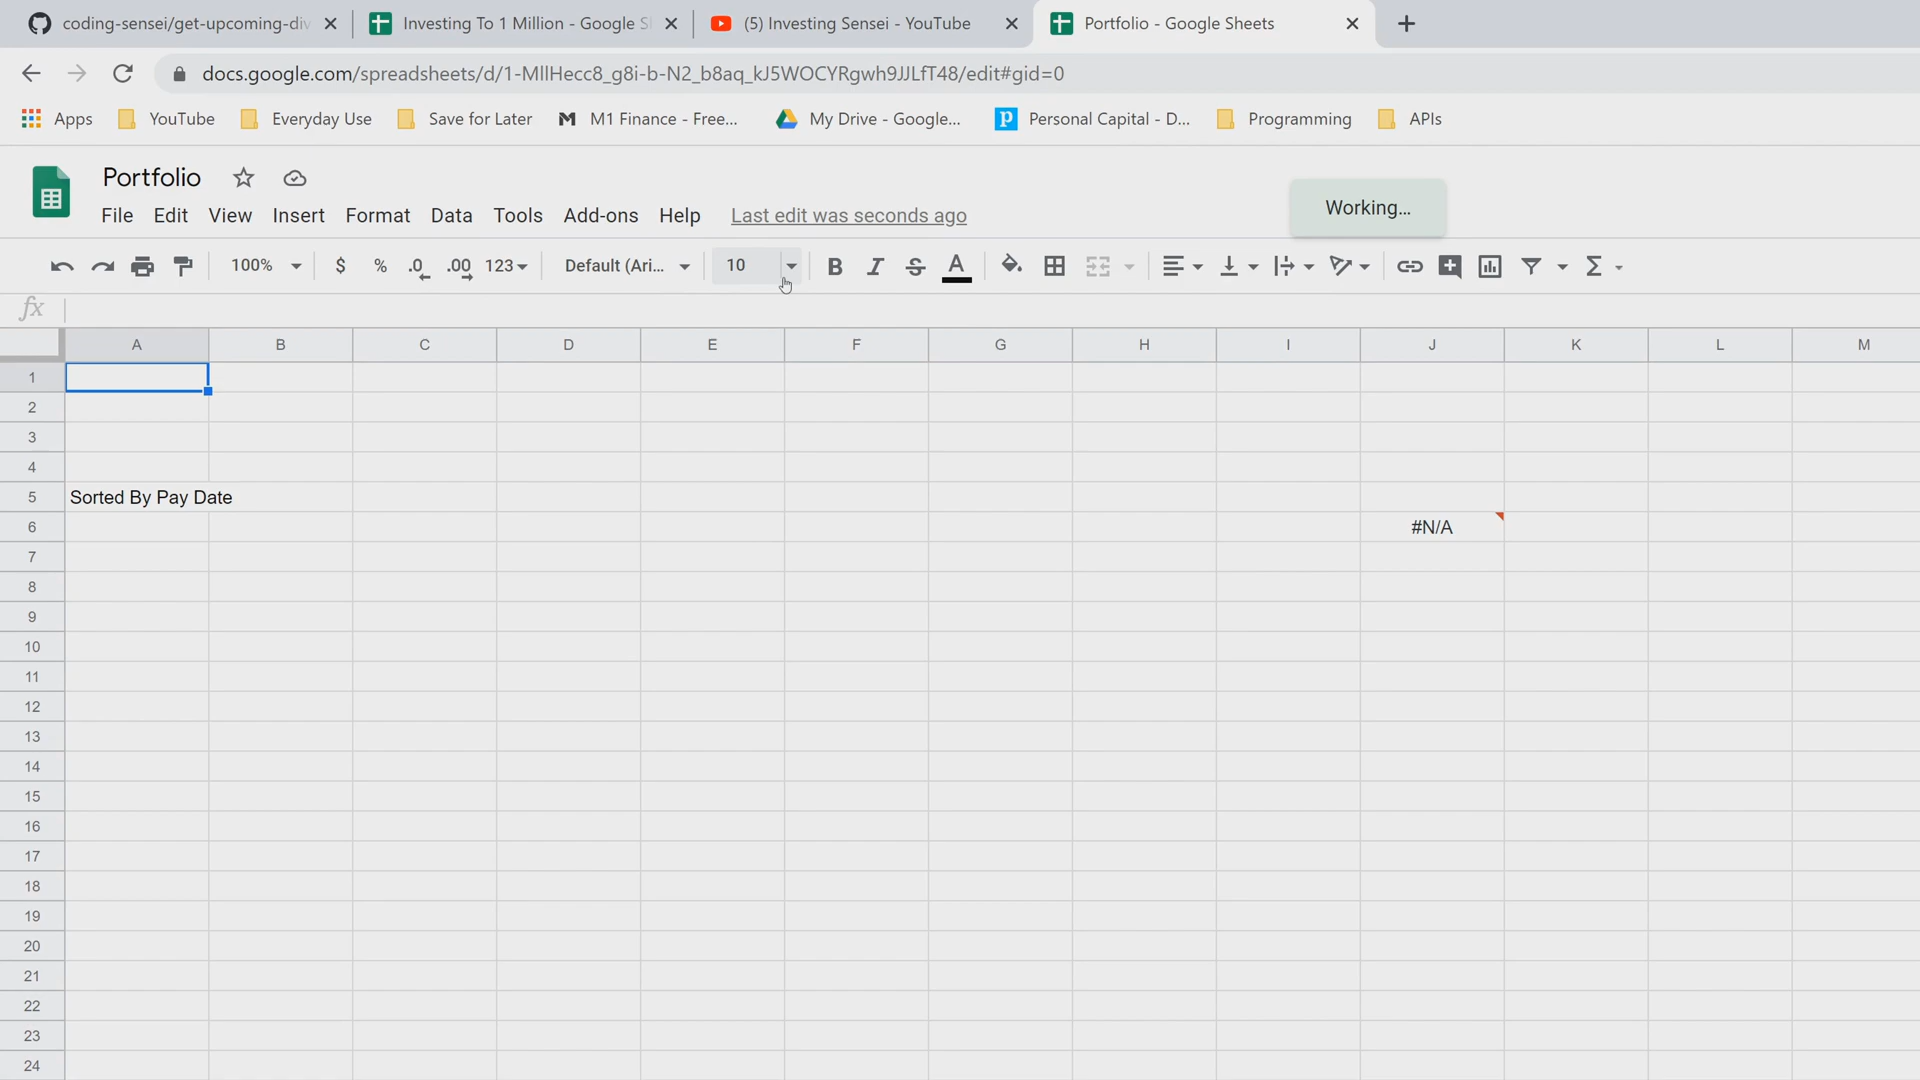 coding-sensei/get-upcoming-div
Investing To 1 Million - Google S
(5) Investing Sensei - YouTube
Portfolio - Google Sheets
docs.google.com/spreadsheets/d/1-MllHecc8_g8i-b-N2_b8aq_kJ5WOCYRgwh9JJLfT48/edit#gid=0
Apps
YouTube
Everyday Use
Save for Later
M1 Finance - Free...
My Drive - Google...
Personal Capital - D...
Programming
APIs
Portfolio
File Edit View Insert Format Data Tools Add-ons Help Last edit was seconds ago
Working...
100% $ % .0 .00 123 Default (Ari... 10 B I S A
fx
A B C D E F G H I J K L M
1
2
3
4
5 Sorted By Pay Date
6 #N/A
7
8
9
10
11
12
13
14
15
16
17
18
19
20
21
22
23
24